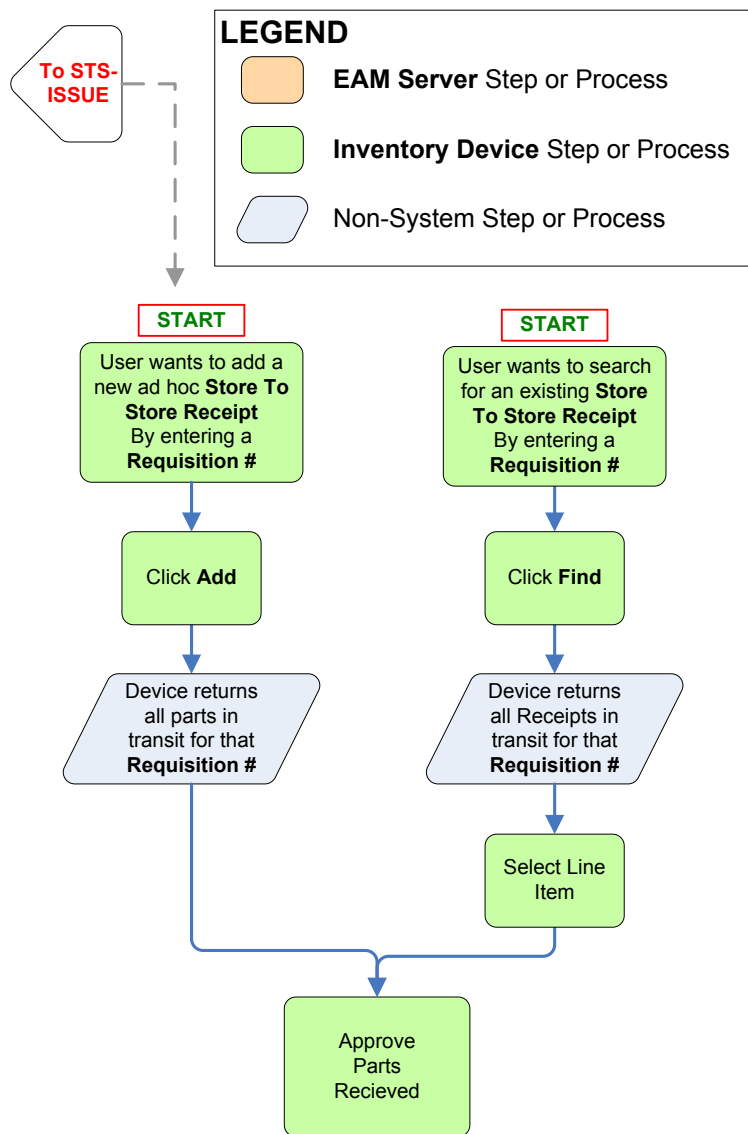 To STS-
ISSUE
LEGEND
EAM Server Step or Process
Inventory Device Step or Process
Non-System Step or Process
START
User wants to add a
new ad hoc Store To
Store Receipt
By entering a
Requisition #
Click Add
Device returns
all parts in
transit for that
Requisition #
START
User wants to search
for an existing Store
To Store Receipt
By entering a
Requisition #
Click Find
Device returns
all Receipts in
transit for that
Requisition #
Select Line
Item
Approve
Parts
Recieved